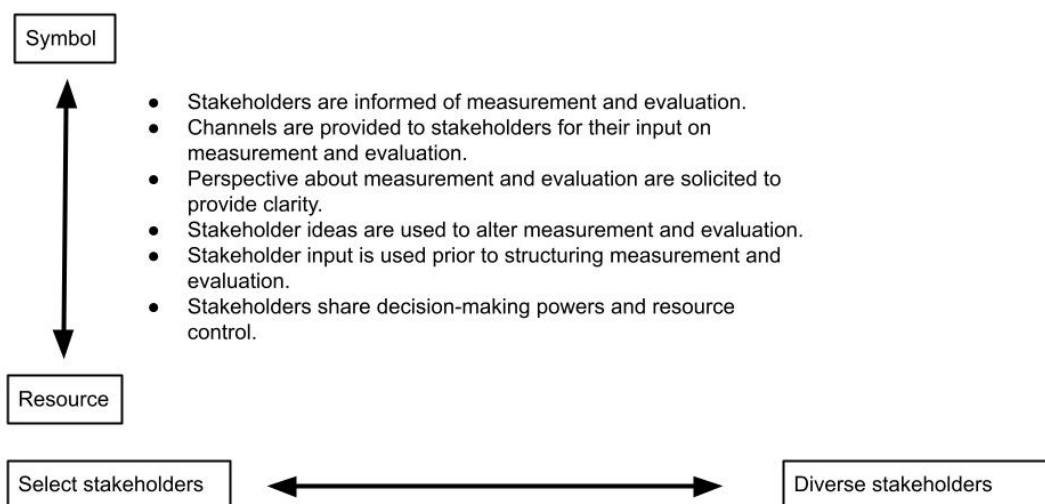 Symbol
● Stakeholders are informed of measurement and evaluation.
● Channels are provided to stakeholders for their input on
measurement and evaluation.
● Perspective about measurement and evaluation are solicited to
provide clarity.
● Stakeholder ideas are used to alter measurement and evaluation.
● Stakeholder input is used prior to structuring measurement and
evaluation.
● Stakeholders share decision-making powers and resource
control.
Resource
Select stakeholders
Diverse stakeholders